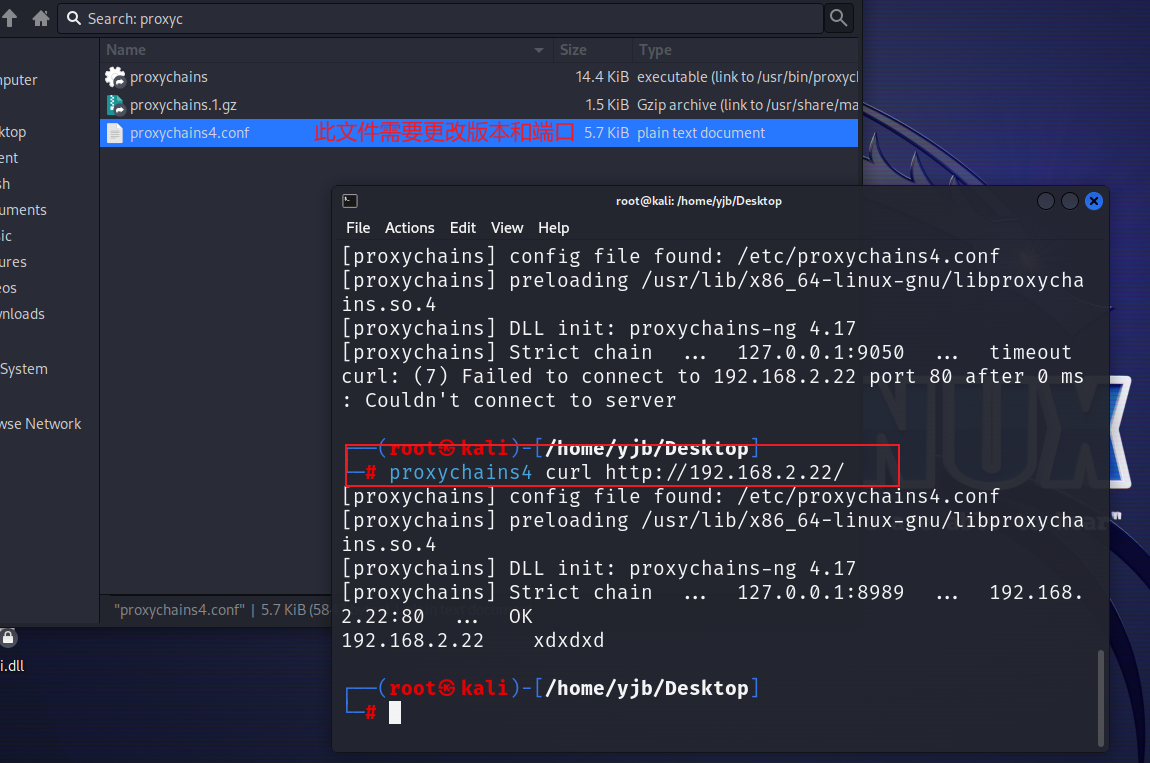 Search: proxyc
Name Size Type
proxychains 14.4 KiB executable (link to /usr/bin/proxycl
proxychains.1.gz 1.5 KiB Gzip archive (link to /usr/share/ma
proxychains4.conf 此文件需要更改版本和端口 5.7 KiB plain text document
nputer
ktop
ent
sh
uments
ic
ures
eos
wnloads
System
wse Network
"proxychains4.conf" | 5.7 KiB (58
i.dll
root@kali: /home/yjb/Desktop
File Actions Edit View Help
[proxychains] config file found: /etc/proxychains4.conf
[proxychains] preloading /usr/lib/x86_64-linux-gnu/libproxycha
ins.so.4
[proxychains] DLL init: proxychains-ng 4.17
[proxychains] Strict chain ... 127.0.0.1:9050 ... timeout
curl: (7) Failed to connect to 192.168.2.22 port 80 after 0 ms
: Couldn't connect to server
┌──(root㉿kali)-[/home/yjb/Desktop]
└─# proxychains4 curl http://192.168.2.22/
[proxychains] config file found: /etc/proxychains4.conf
[proxychains] preloading /usr/lib/x86_64-linux-gnu/libproxycha
ins.so.4
[proxychains] DLL init: proxychains-ng 4.17
[proxychains] Strict chain ... 127.0.0.1:8989 ... 192.168.
2.22:80 ... OK
192.168.2.22 xdxdxd
┌──(root㉿kali)-[/home/yjb/Desktop]
└─#